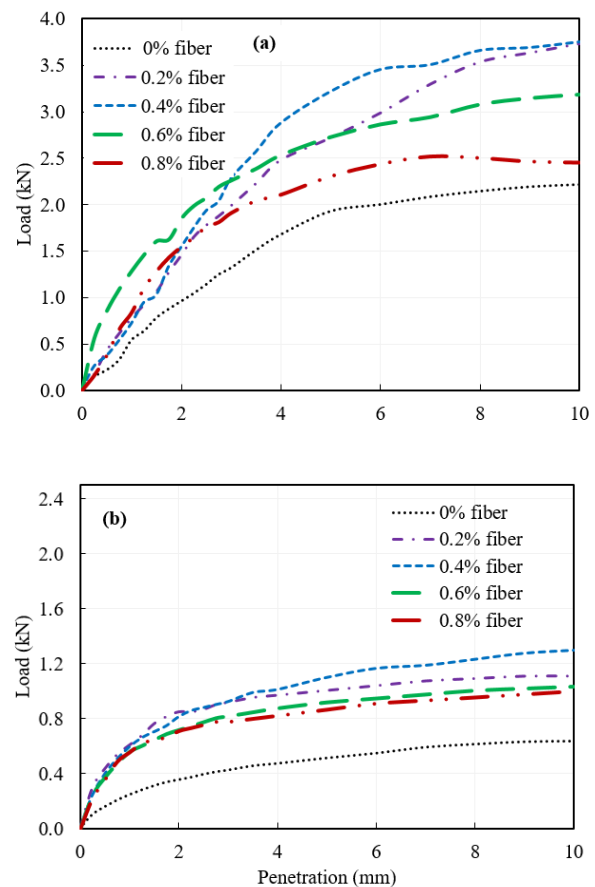 4.0
3.5
3.0
2.5
2.0
1.5
1.0
0.5
0.0
Load (kN)
(a)
0% fiber
0.2% fiber
0.4% fiber
0.6% fiber
0.8% fiber
0 2 4 6 8 10
2.4
2.0
1.6
1.2
0.8
0.4
0.0
Load (kN)
(b)
0% fiber
0.2% fiber
0.4% fiber
0.6% fiber
0.8% fiber
0 2 4 6 8 10
Penetration (mm)